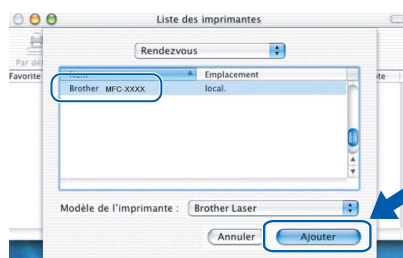 Liste des imprimantes
Par dé
Rendezvous
Favorite
Nom Emplacement
te
Brother MFC-XXXX local.
Modèle de l'imprimante : Brother Laser
Annuler Ajouter